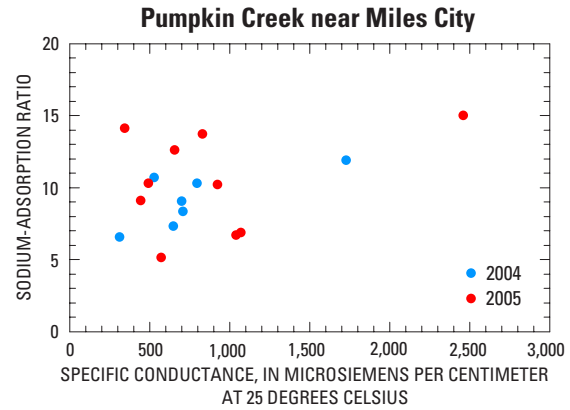 Pumpkin Creek near Miles City
20
15
10
5
0
SODIUM-ADSORPTION RATIO
2004
2005
0 500 1,000 1,500 2,000 2,500 3,000
SPECIFIC CONDUCTANCE, IN MICROSIEMENS PER CENTIMETER
AT 25 DEGREES CELSIUS